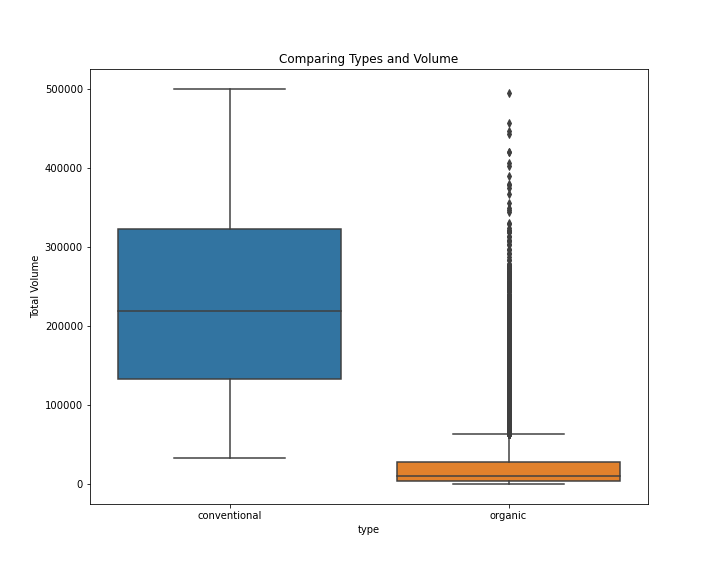 Comparing Types and Volume
Total Volume
500000
400000
300000
200000
100000
0
conventional
organic
type